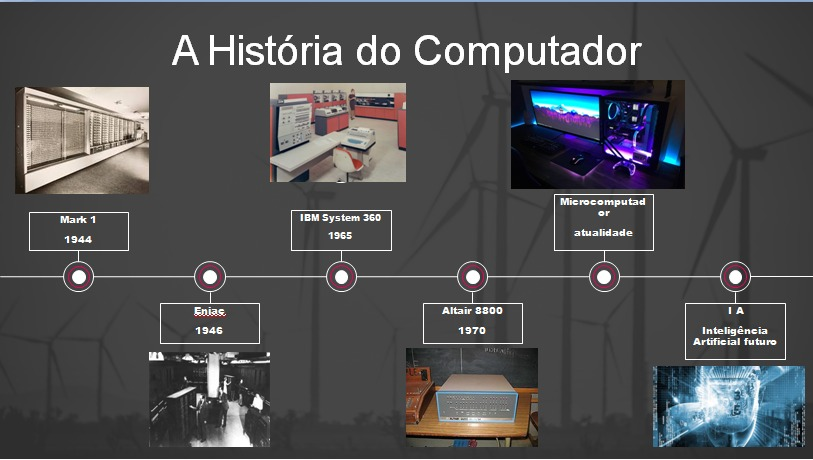 A História do Computador
Mark 1
1944
IBM System 360
1965
Microcomputad
or
atualidade
Eniac
1946
Altair 8800
1970
I A
Inteligência
Artificial futuro